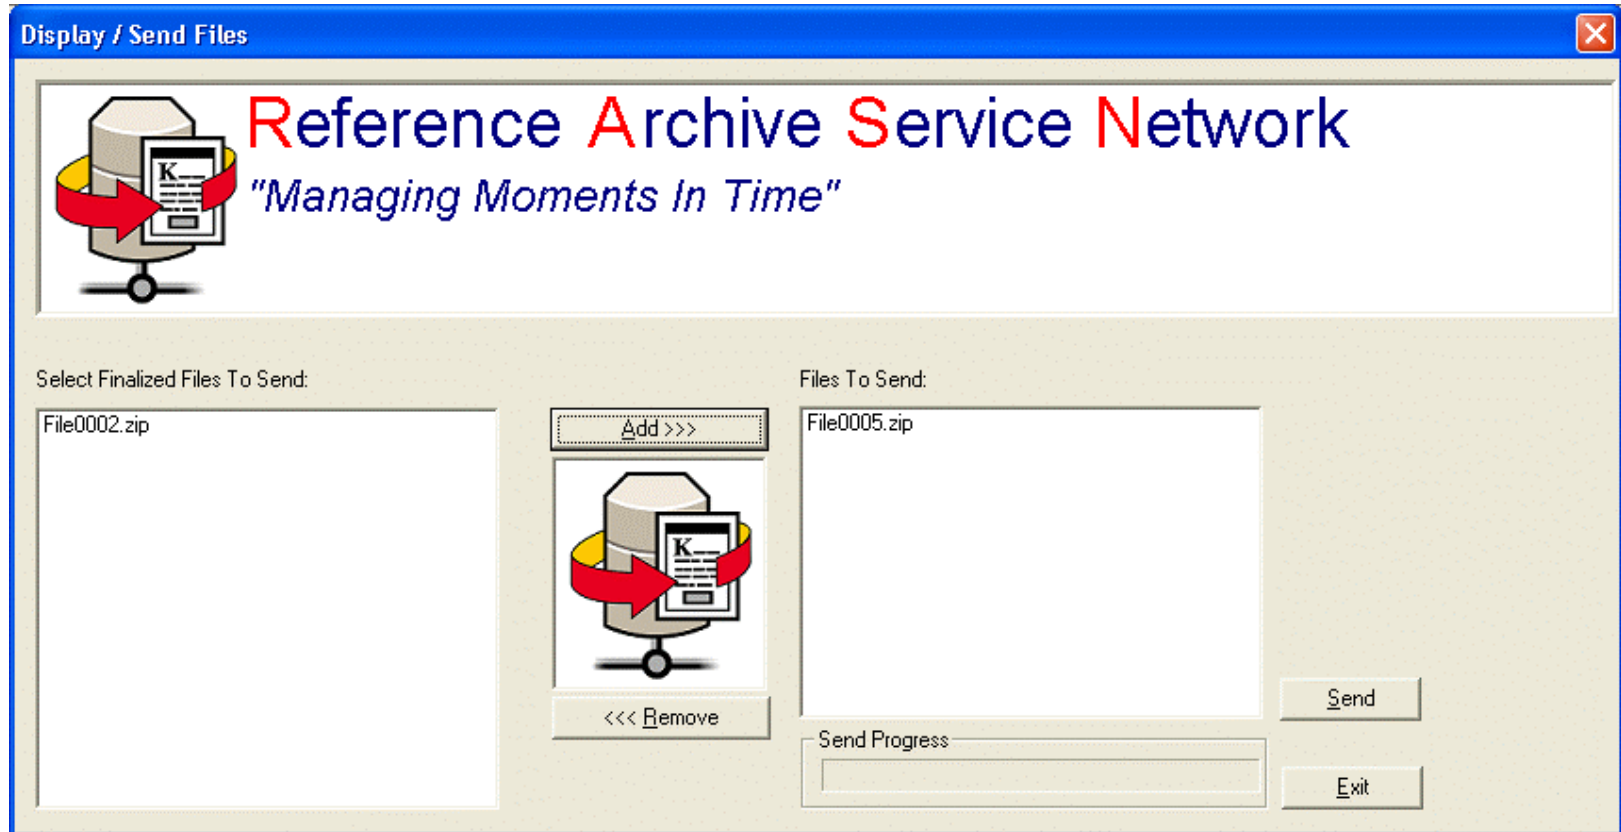 Display / Send Files
Reference Archive Service Network
"Managing Moments In Time"
K
Select Finalized Files To Send:
Files To Send:
File0002.zip
Add >>>
File0005.zip
K
<<< Remove
Send
Send Progress
Exit